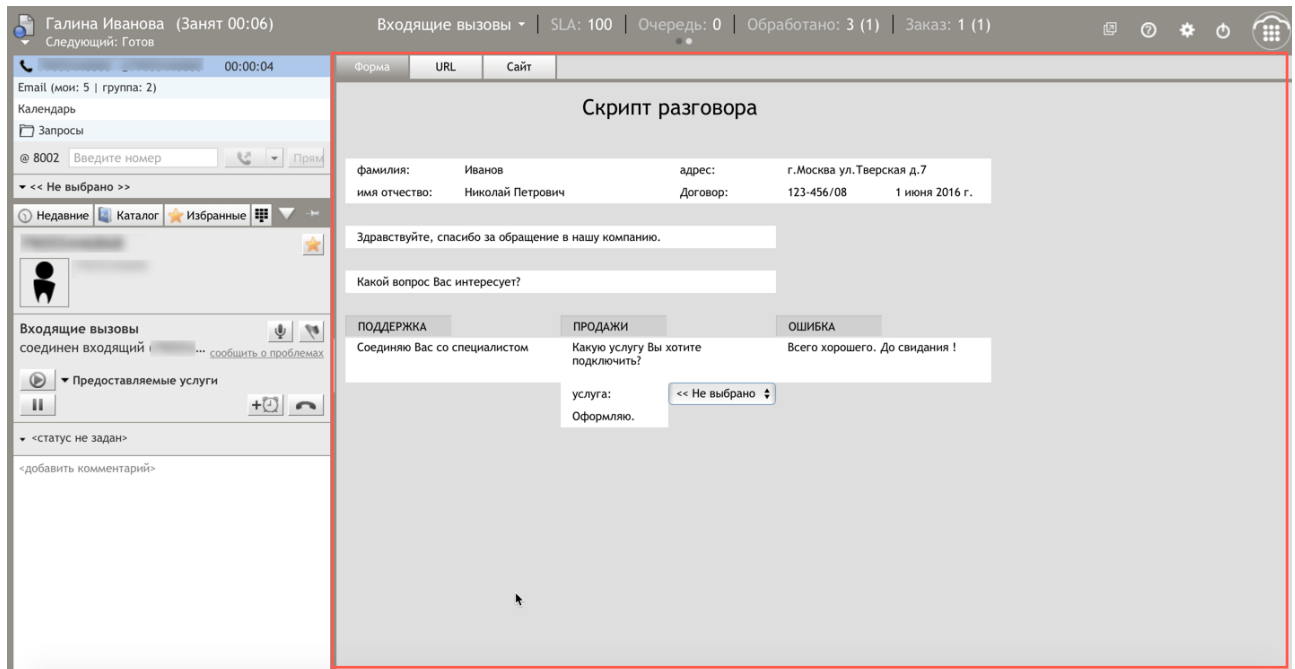 Галина Иванова (Занят 00:06)
Следующий: Готов
Входящие вызовы SLA: 100 Очередь: 0 Обработано: 3 (1) Заказ: 1 (1)
00:00:04
Email (мои: 5 | группа: 2)
Календарь
Запросы
@ 8002 Введите номер Прям
<< Не выбрано >>
Недавние Каталог Избранные
Входящие вызовы
соединен входящий ... сообщить о проблемах
Предоставляемые услуги
<статус не задан>
<добавить комментарий>
Форма URL Сайт
Скрипт разговора
фамилия: Иванов адрес: г.Москва ул.Тверская д.7
имя отчество: Николай Петрович Договор: 123-456/08 1 июня 2016 г.
Здравствуйте, спасибо за обращение в нашу компанию.
Какой вопрос Вас интересует?
ПОДДЕРЖКА ПРОДАЖИ ОШИБКА
Соединяю Вас со специалистом Какую услугу Вы хотите Всего хорошего. До свидания !
подключить?
услуга: << Не выбрано
Оформляю.